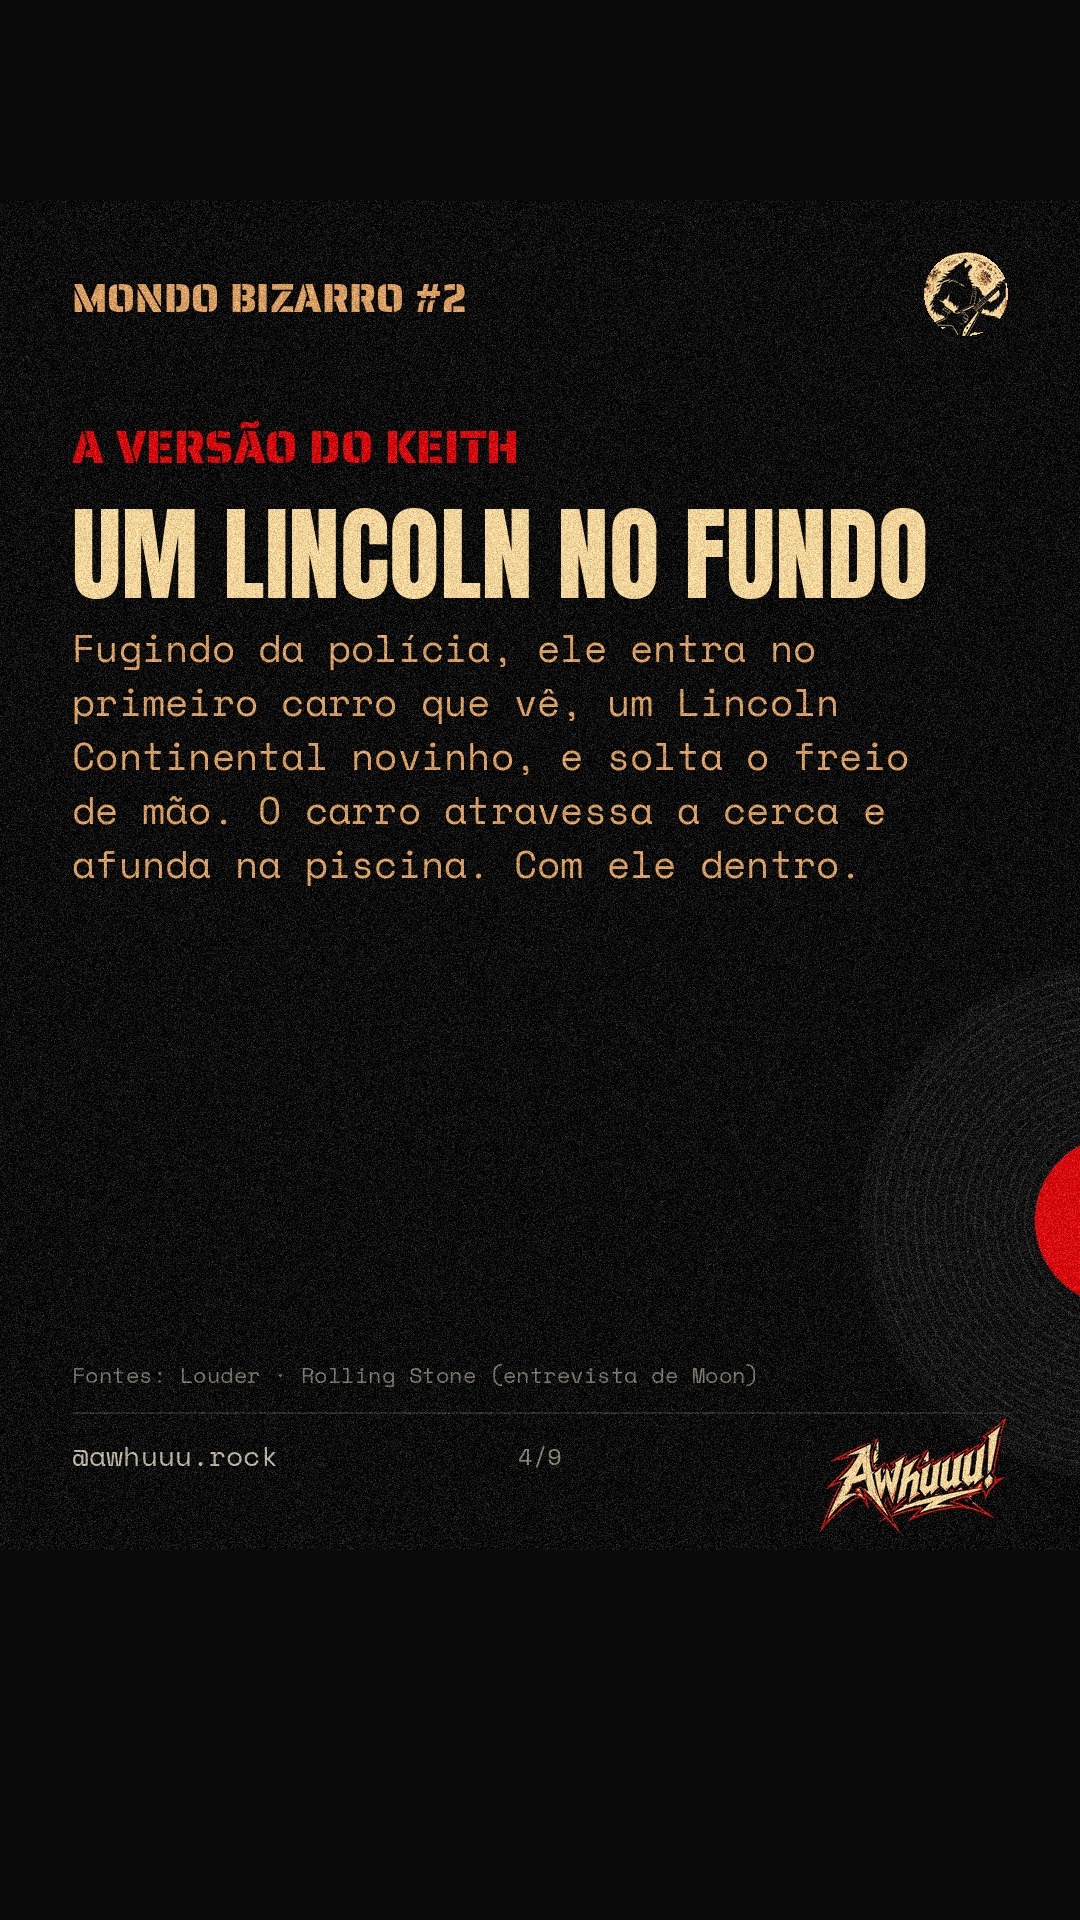 MONDO BIZARRO #2
A VERSÃO DO KEITH
UM LINCOLN NO FUNDO
Fugindo da polícia, ele entra no
primeiro carro que vê, um Lincoln
Continental novinho, e solta o freio
de mão. O carro atravessa a cerca e
afunda na piscina. Com ele dentro.
Fontes: Louder · Rolling Stone (entrevista de Moon)
@awhuuu.rock
4/9
Awhuuu!